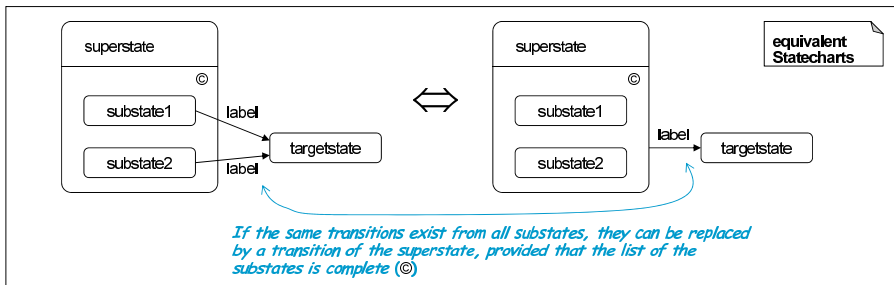 superstate
©
substate1
label
substate2
label
targetstate
superstate
©
substate1
substate2
label
targetstate
equivalent
Statecharts
If the same transitions exist from all substates, they can be replaced
by a transition of the superstate, provided that the list of the
substates is complete (©)